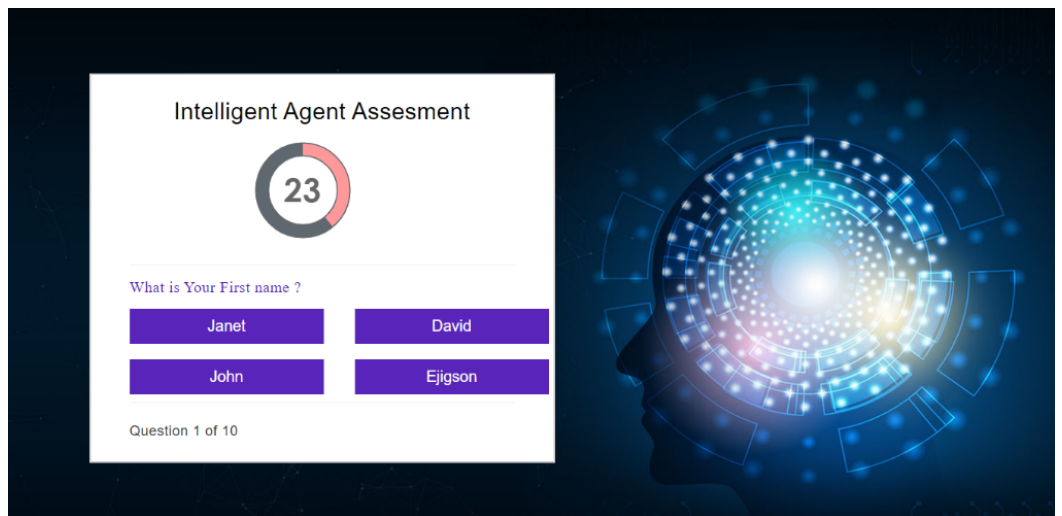 Intelligent Agent Assesment
23
What is Your First name ?
Janet David
John Ejigson
Question 1 of 10